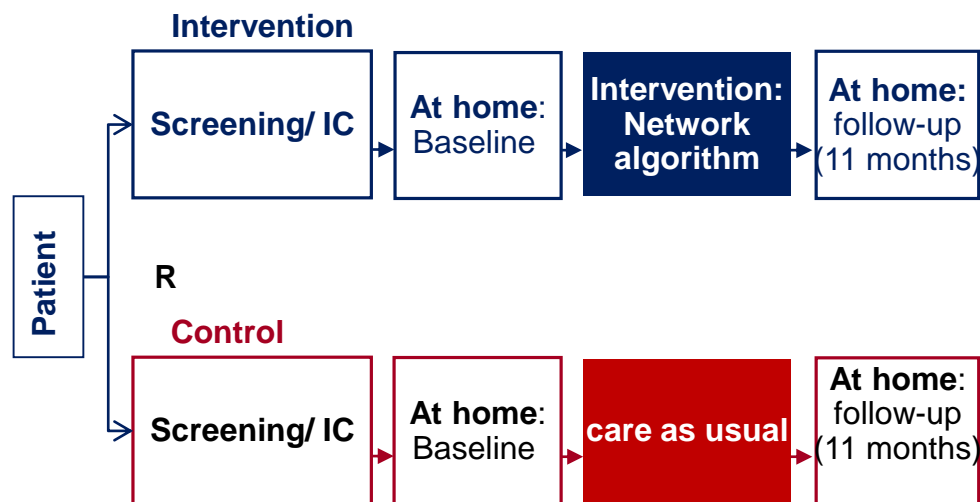 Patient
Intervention
Screening/ IC
At home:
Baseline
Intervention:
Network
algorithm
At home:
follow-up
(11 months)
R
Control
Screening/ IC
At home:
Baseline
care as usual
At home:
follow-up
(11 months)